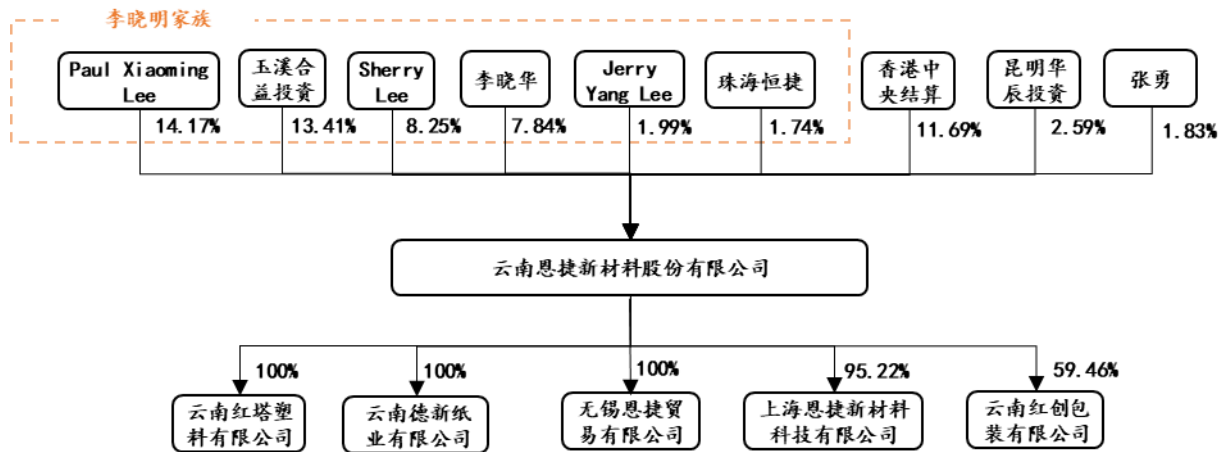 李晓明家族
Paul Xiaoming
Lee
玉溪合
益投资
Sherry
Lee
李晓华
Jerry
Yang Lee
珠海恒捷
香港中
央结算
昆明华
辰投资
张勇
14.17%
13.41%
8.25%
7.84%
1.99%
1.74%
11.69%
2.59%
1.83%
云南恩捷新材料股份有限公司
100%
100%
100%
95.22%
59.46%
云南红塔塑
料有限公司
云南德新纸
业有限公司
无锡恩捷贸
易有限公司
上海恩捷新材料
科技有限公司
云南红创包
装有限公司